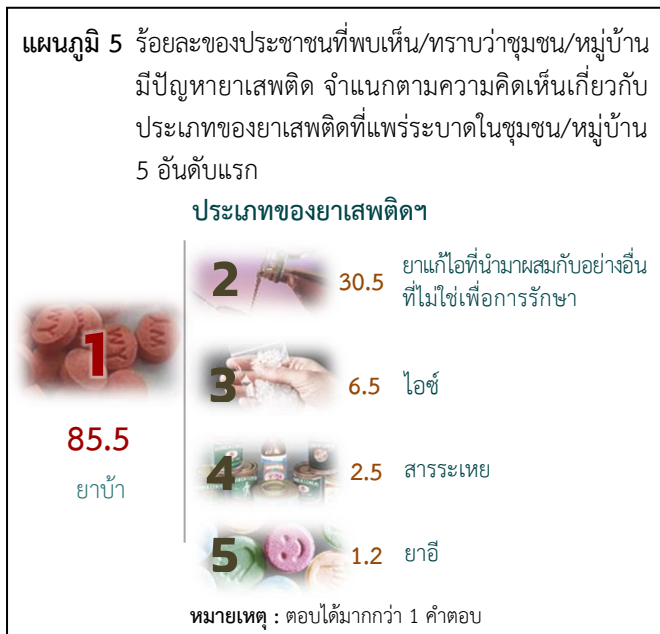 แผนภูมิ 5 ร้อยละของประชาชนที่พบเห็น/ทราบว่าชุมชน/หมู่บ้าน
มีปัญหายาเสพติด จำแนกตามความคิดเห็นเกี่ยวกับ
ประเภทของยาเสพติดที่แพร่ระบาดในชุมชน/หมู่บ้าน
5 อันดับแรก
ประเภทของยาเสพติดฯ
1
WY
WY
85.5
ยาบ้า
2
30.5
ยาแก้ไอที่นำมาผสมกับอย่างอื่น
ที่ไม่ใช่เพื่อการรักษา
3
6.5 ไอซ์
4
2.5 สารระเหย
5
1.2 ยาอี
หมายเหตุ : ตอบได้มากกว่า 1 คำตอบ